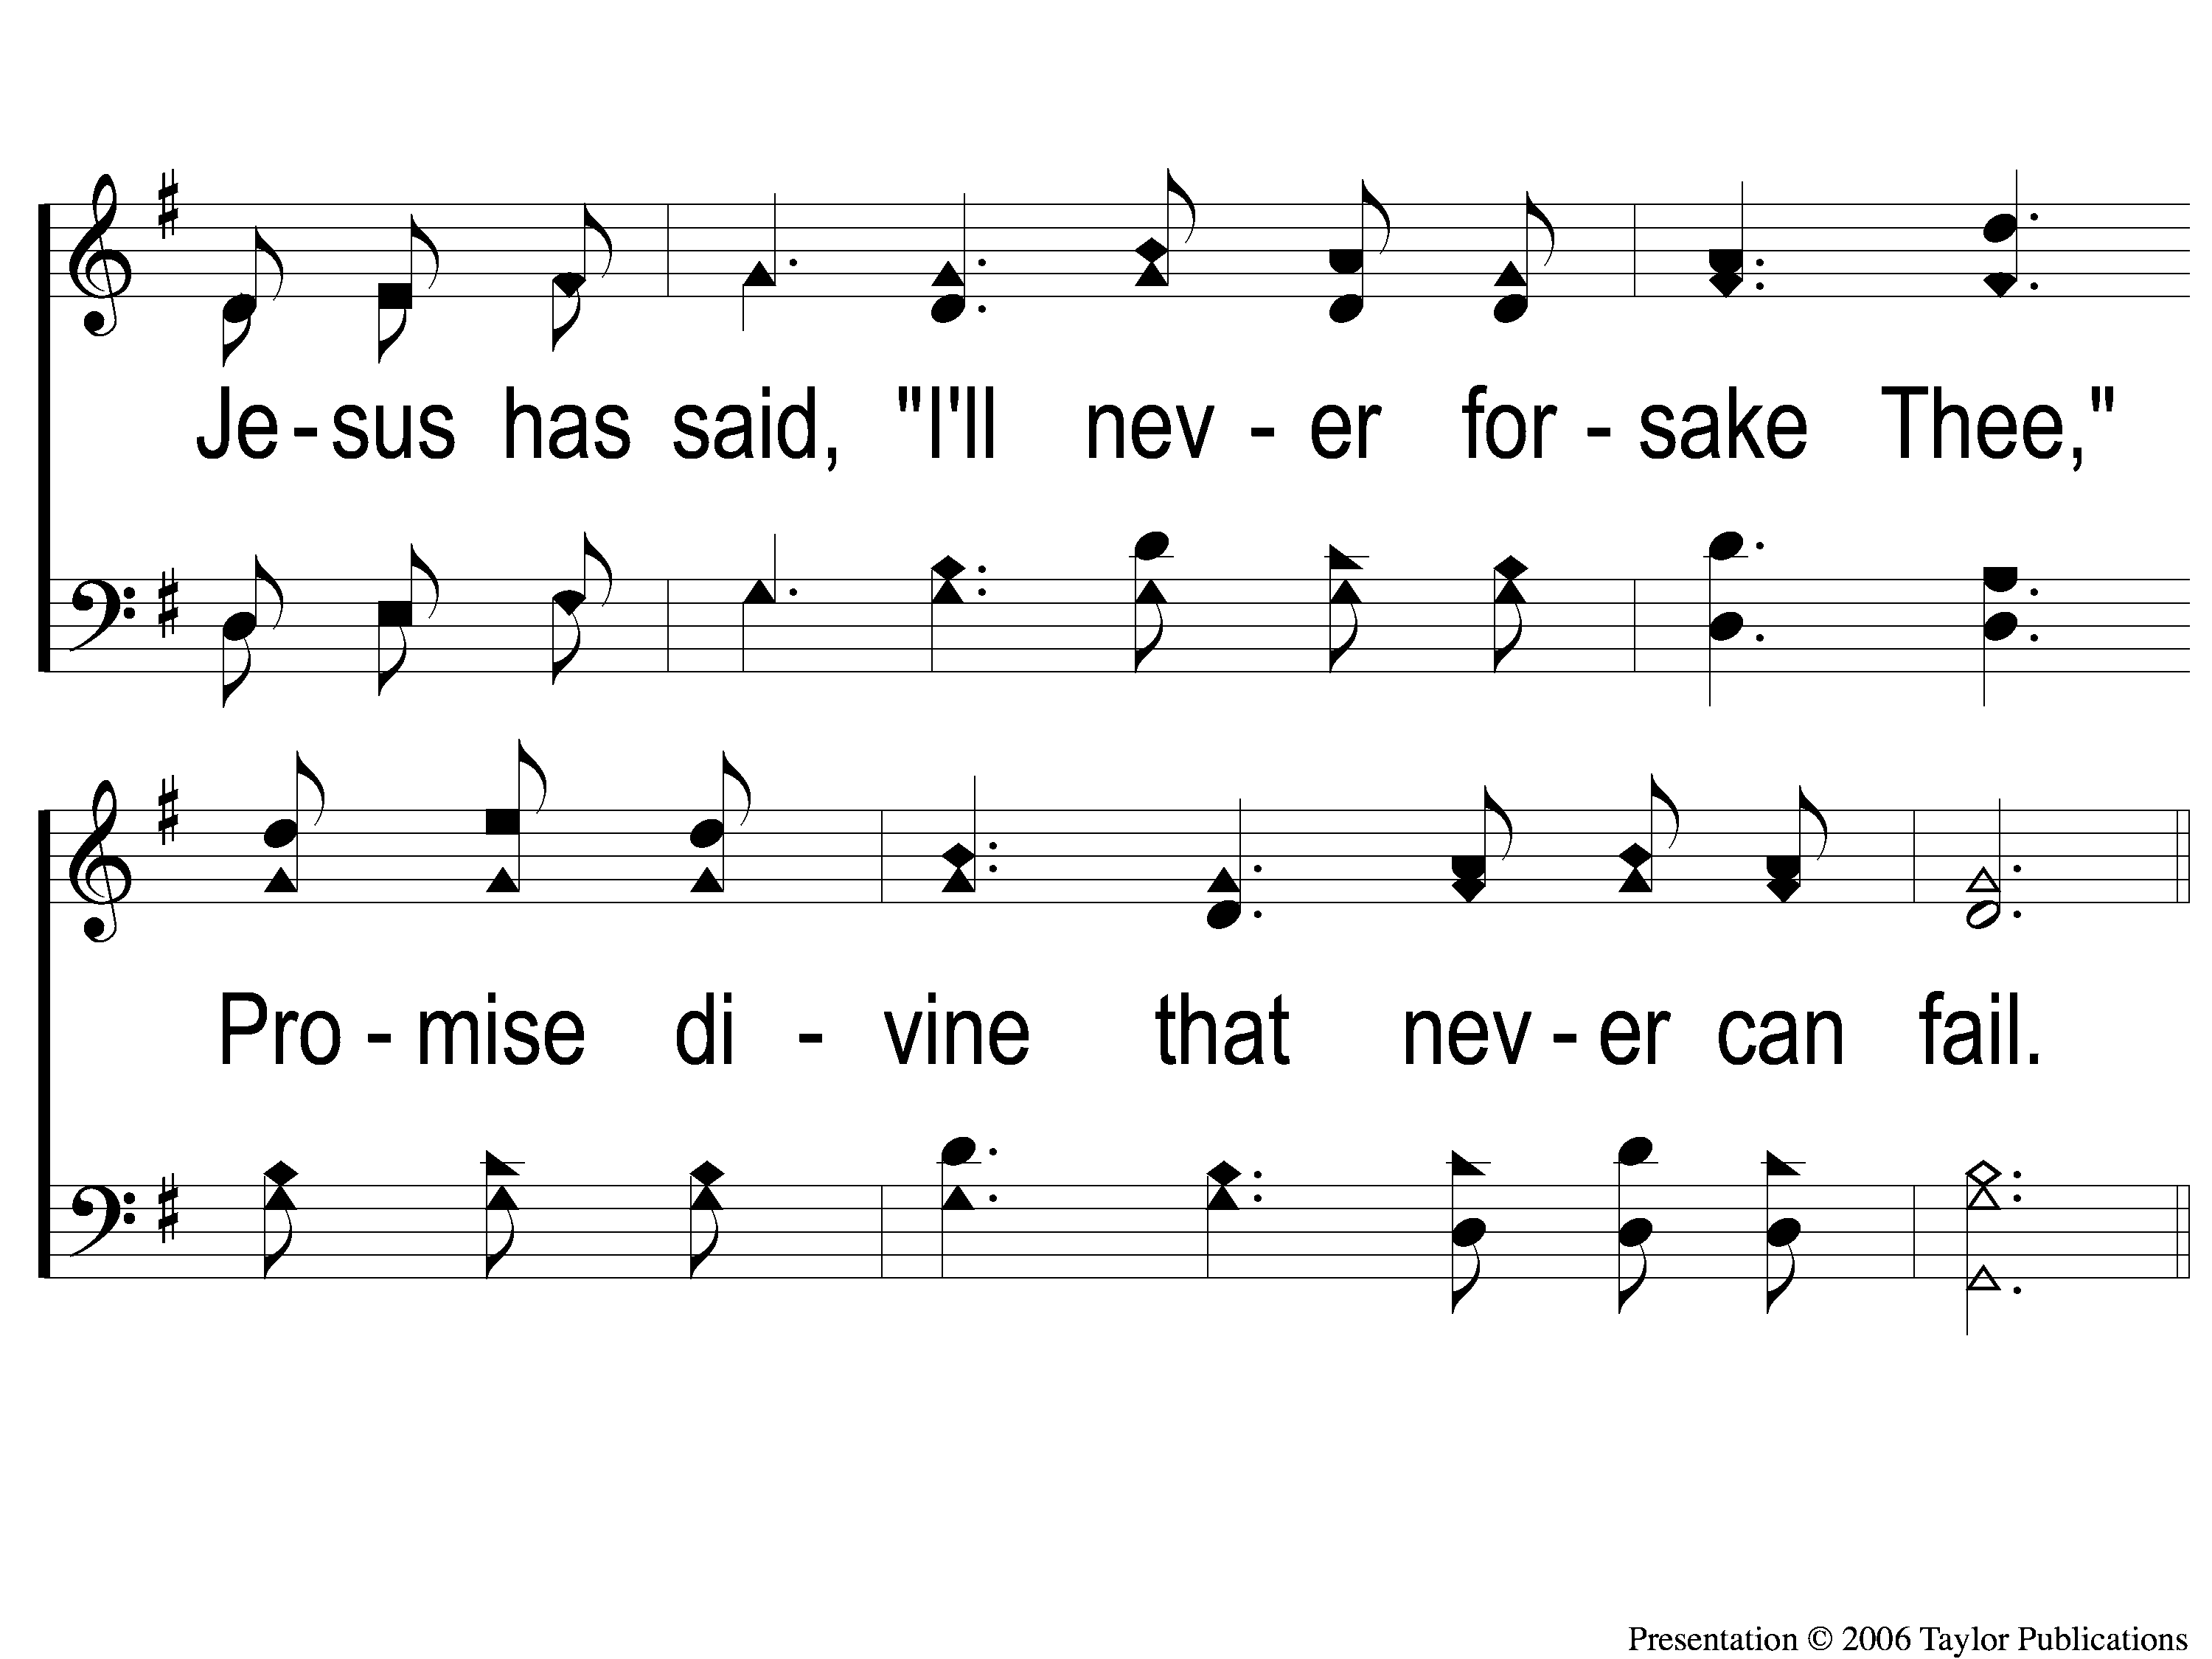 Je - sus has said, "I'll nev - er for - sake Thee,"
Pro - mise di - vine that nev - er can fail.
Presentation © 2006 Taylor Publications